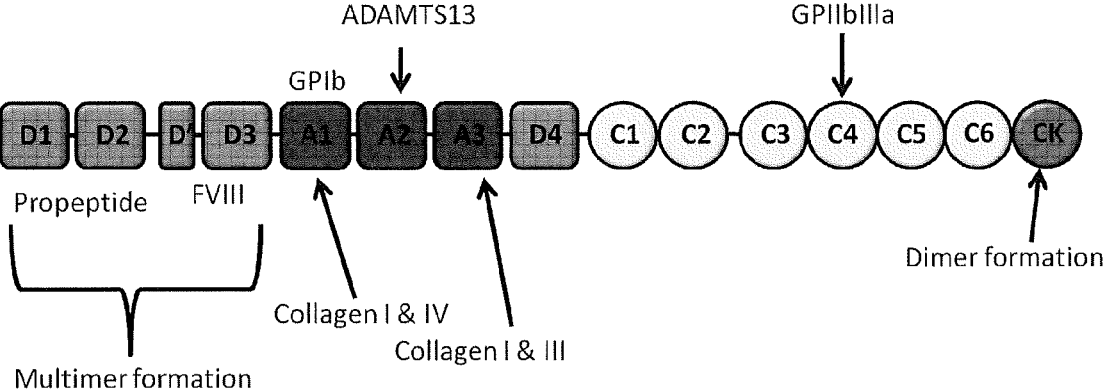 ADAMTS13
GPIIbIIIa
GPIb
D1 D2 D' D3 A1 A2 A3 D4 C1 C2 C3 C4 C5 C6 CK
Propeptide
FVIII
Dimer formation
Collagen I & IV
Collagen I & III
Multimer formation